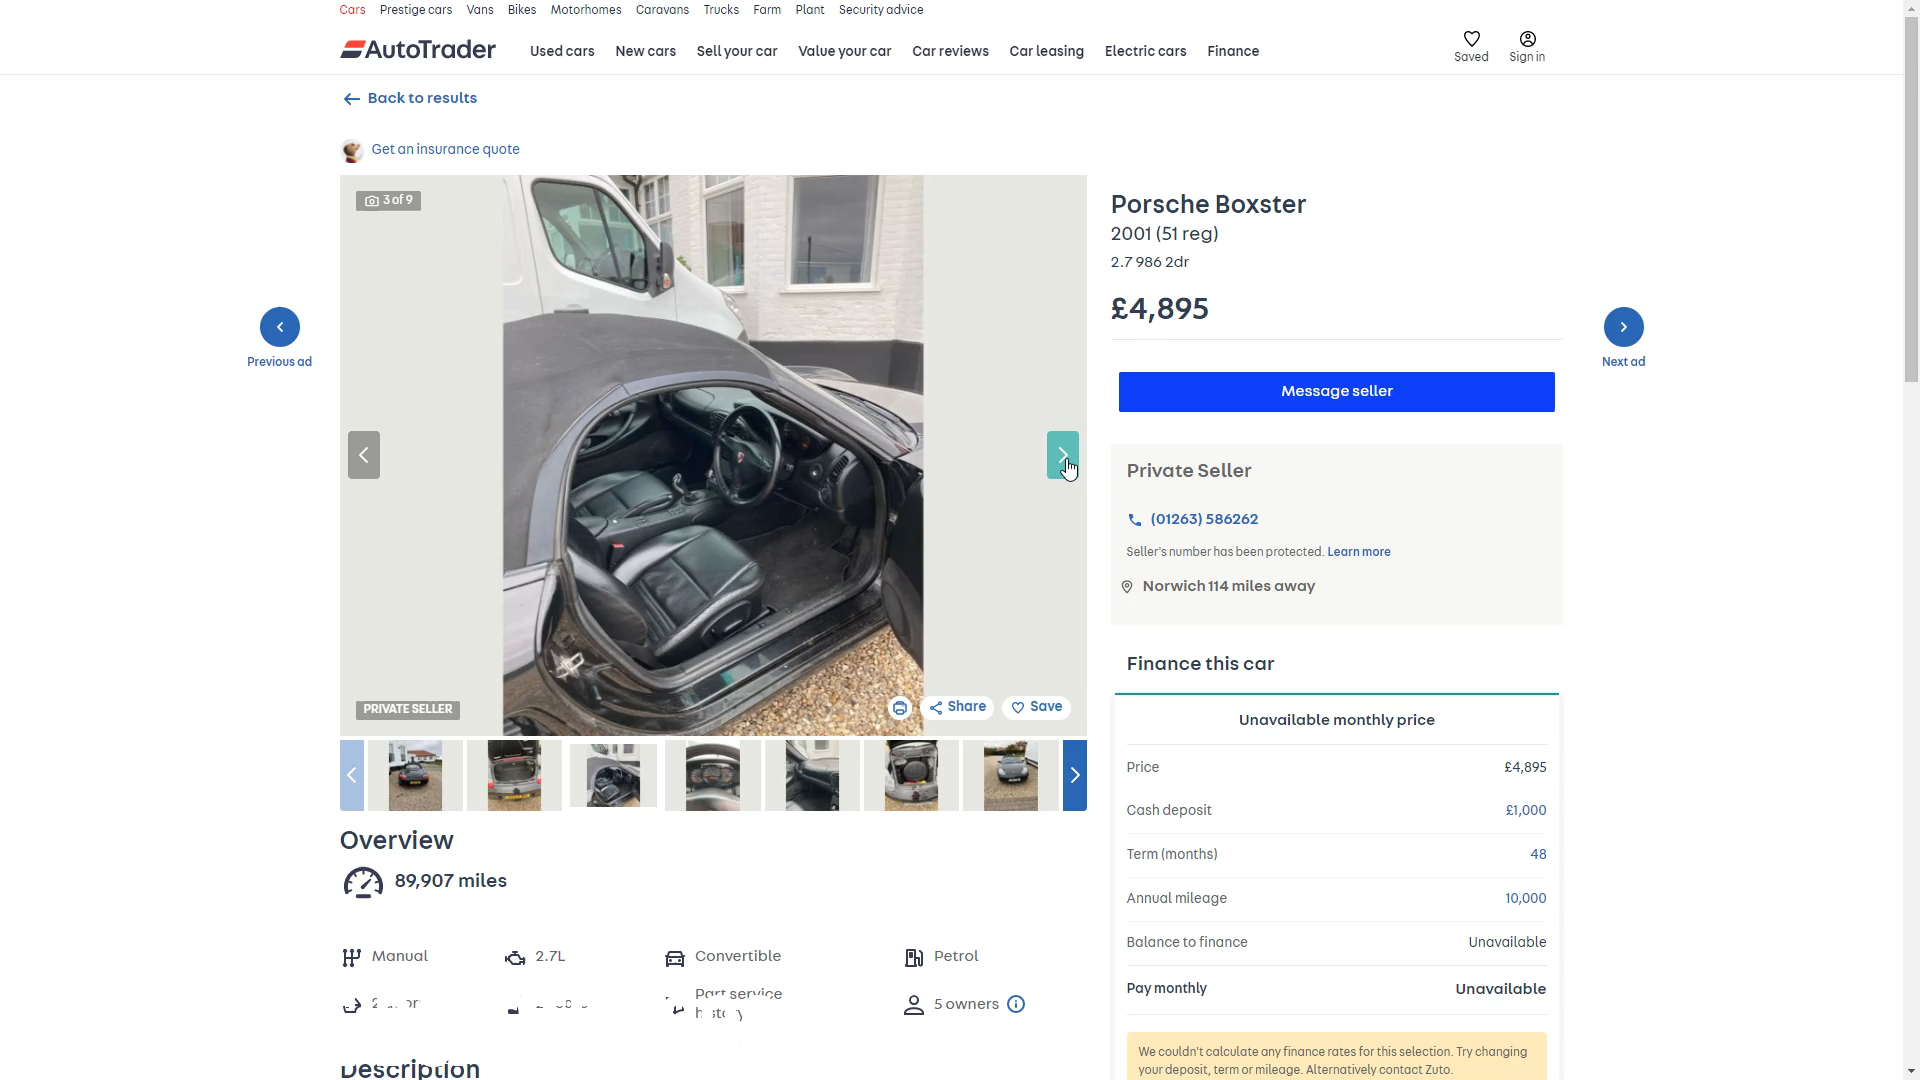 Cars Prestige cars Vans Bikes Motorhomes Caravans Trucks Farm Plant Security advice
AutoTrader
Used cars New cars Sell your car Value your car Car reviews Car leasing Electric cars Finance
Saved Sign in
Back to results
Get an insurance quote
3 of 9
Previous ad
PRIVATE SELLER
Share Save
Porsche Boxster
2001 (51 reg)
2.7 986 2dr
£4,895
Next ad
Message seller
Private Seller
(01263) 586262
Seller's number has been protected. Learn more
Norwich 114 miles away
Finance this car
Unavailable monthly price
Price £4,895
Cash deposit £1,000
Term (months) 48
Annual mileage 10,000
Balance to finance Unavailable
Pay monthly Unavailable
We couldn't calculate any finance rates for this selection. Try changing
your deposit, term or mileage. Alternatively contact Zuto.
Overview
89,907 miles
Manual 2.7L Convertible Petrol
Part service
history
5 owners
Description